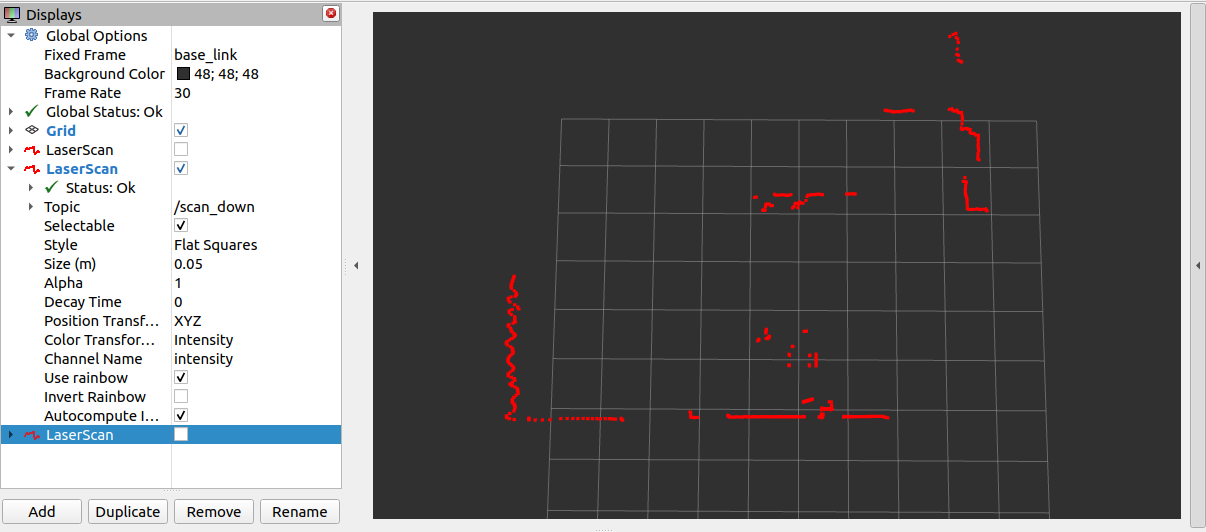 Displays
Global Options
Fixed Frame base_link
Background Color 48; 48; 48
Frame Rate 30
Global Status: Ok
Grid
LaserScan
LaserScan
Status: Ok
Topic /scan_down
Selectable
Style Flat Squares
Size (m) 0.05
Alpha 1
Decay Time 0
Position Transf... XYZ
Color Transfor... Intensity
Channel Name intensity
Use rainbow
Invert Rainbow
Autocompute I...
LaserScan
Add Duplicate Remove Rename